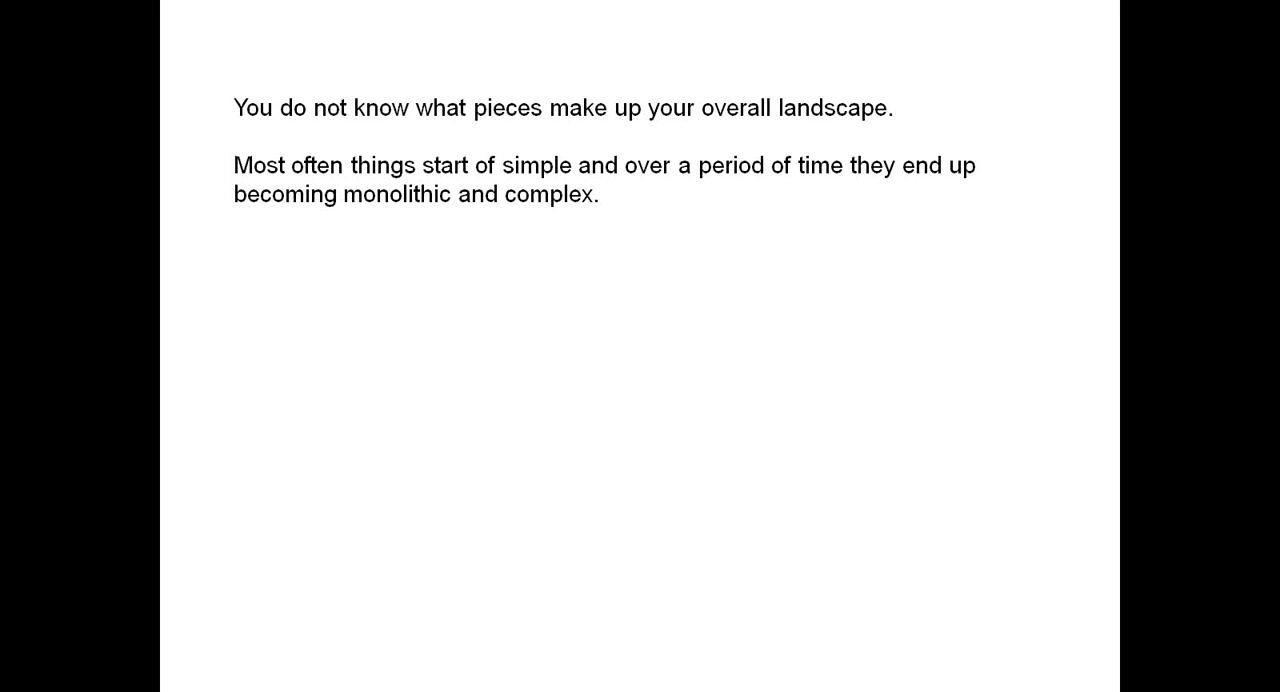 You do not know what pieces make up your overall landscape.
Most often things start of simple and over a period of time they end up
becoming monolithic and complex.